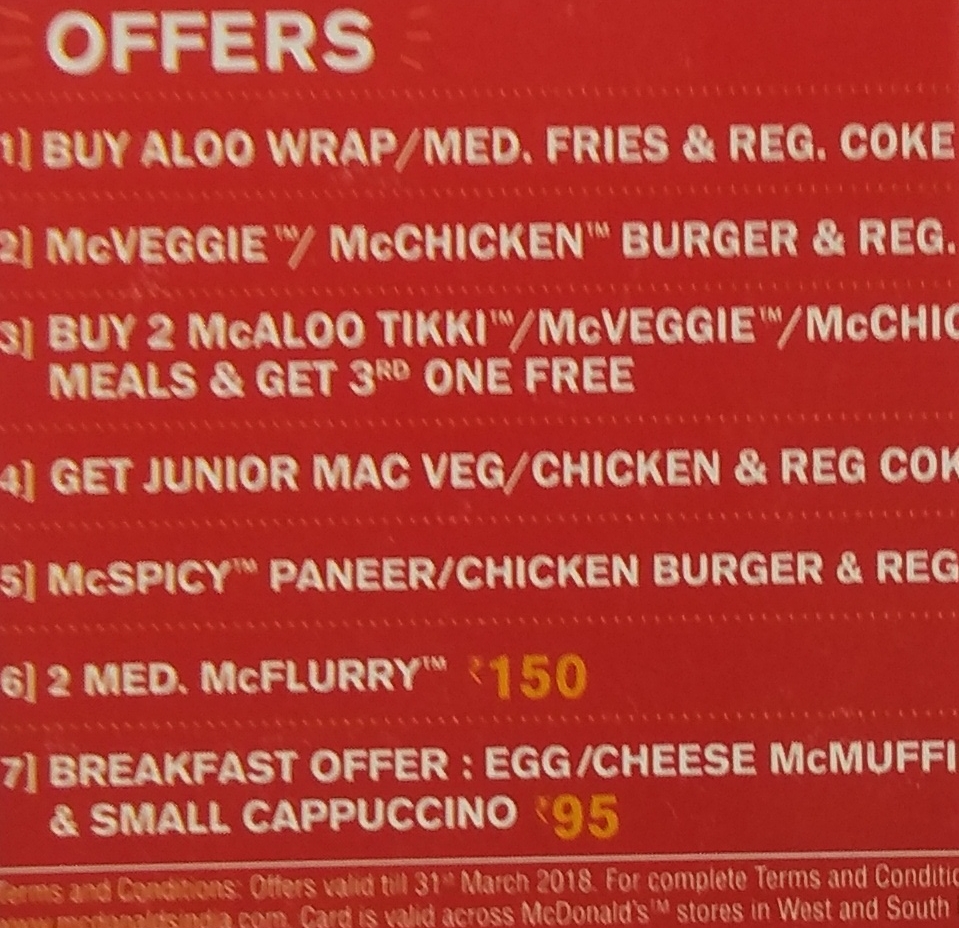 OFFERS
1] BUY ALOO WRAP/MED. FRIES & REG. COKE
2] McVEGGIE™/ McCHICKEN™ BURGER & REG.
3] BUY 2 McALOO TIKKI™/McVEGGIE™/McCHIC
MEALS & GET 3RD ONE FREE
4] GET JUNIOR MAC VEG/CHICKEN & REG COK
5] McSPICY™ PANEER/CHICKEN BURGER & REG
6] 2 MED. McFLURRY™ ₹150
7] BREAKFAST OFFER : EGG/CHEESE McMUFFI
& SMALL CAPPUCCINO ₹95
Terms and Conditions: Offers valid till 31st March 2018. For complete Terms and Conditio
www.mcdonaldsindia.com. Card is valid across McDonald's™ stores in West and South